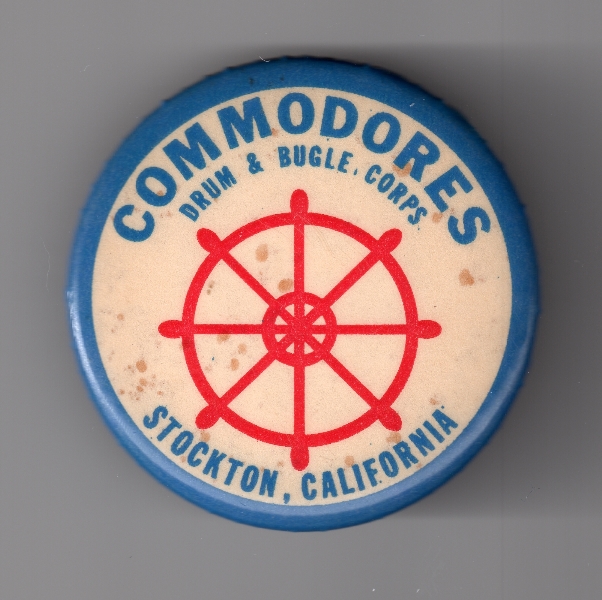 COMMODORES
DRUM & BUGLE. CORPS
STOCKTON, CALIFORNIA